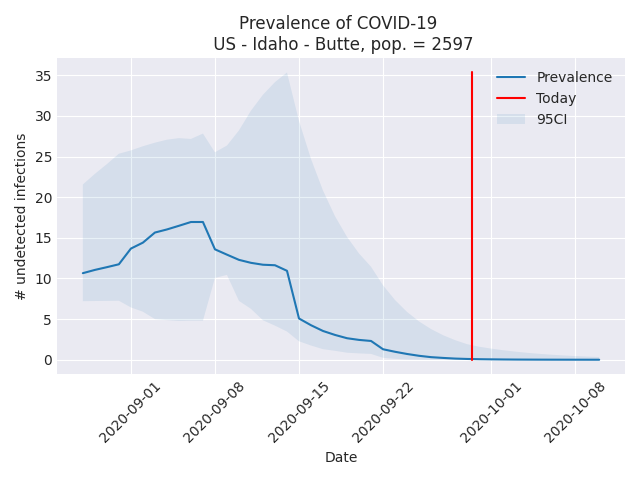 Prevalence of COVID-19
US - Idaho - Butte, pop. = 2597
# undetected infections
35
30
25
20
15
10
5
0
Prevalence
Today
95CI
2020-09-01
2020-09-08
2020-09-15
2020-09-22
2020-10-01
2020-10-08
Date